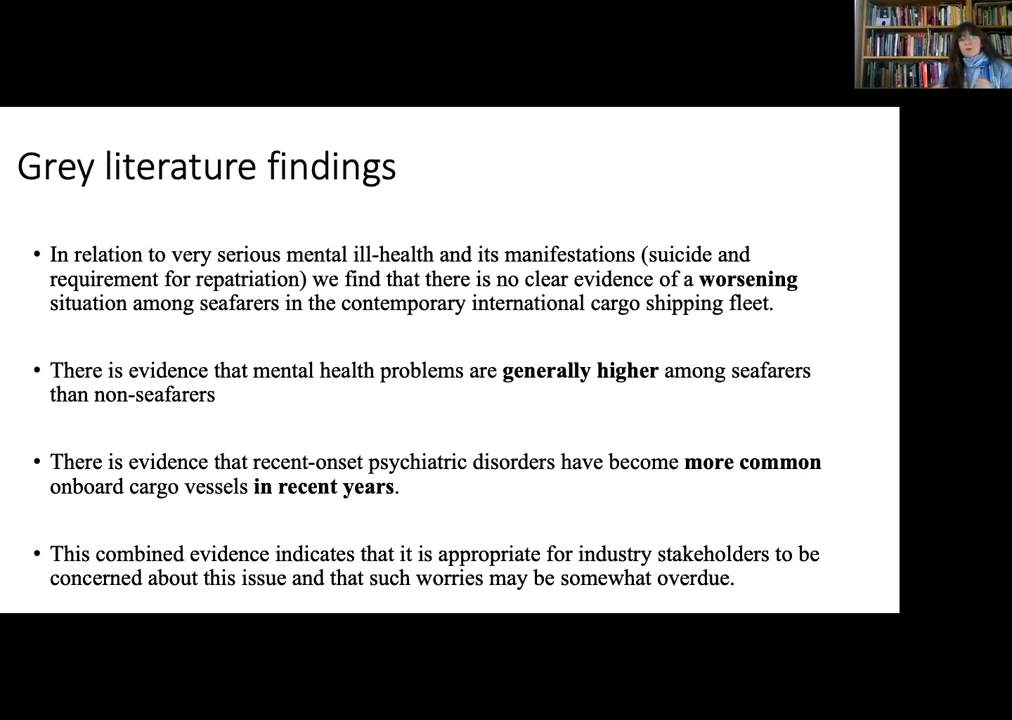 Grey literature findings
• In relation to very serious mental ill-health and its manifestations (suicide and
requirement for repatriation) we find that there is no clear evidence of a worsening
situation among seafarers in the contemporary international cargo shipping fleet.
• There is evidence that mental health problems are generally higher among seafarers
than non-seafarers
• There is evidence that recent-onset psychiatric disorders have become more common
onboard cargo vessels in recent years.
• This combined evidence indicates that it is appropriate for industry stakeholders to be
concerned about this issue and that such worries may be somewhat overdue.